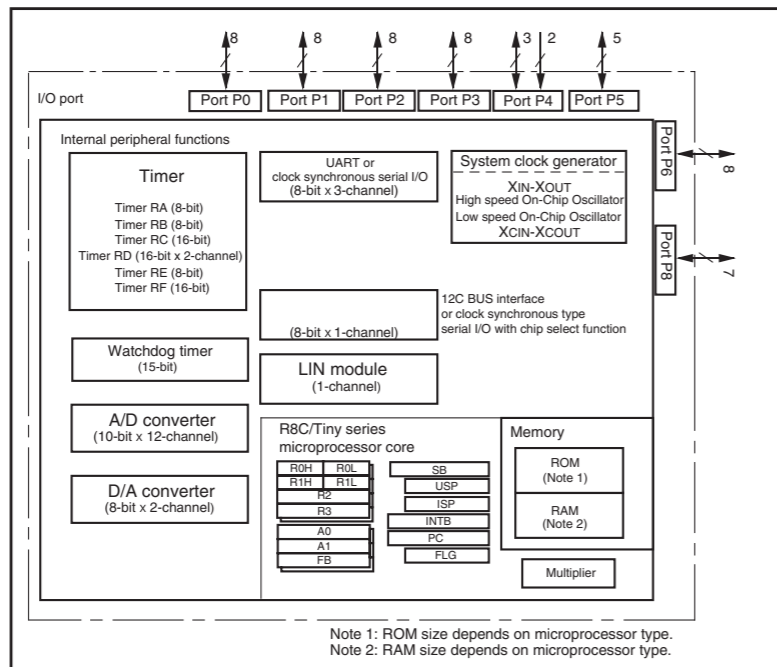 8
8
8
8
3
2
5
I/O port
Port P0
Port P1
Port P2
Port P3
Port P4
Port P5
Internal peripheral functions
Timer
Timer RA (8-bit)
Timer RB (8-bit)
Timer RC (16-bit)
Timer RD (16-bit x 2-channel)
Timer RE (8-bit)
Timer RF (16-bit)
UART or
clock synchronous serial I/O
(8-bit x 3-channel)
System clock generator
XIN-XOUT
High speed On-Chip Oscillator
Low speed On-Chip Oscillator
XCIN-XCOUT
Port P6
8
Port P8
7
(8-bit x 1-channel)
12C BUS interface
or clock synchronous type
serial I/O with chip select function
Watchdog timer
(15-bit)
LIN module
(1-channel)
A/D converter
(10-bit x 12-channel)
D/A converter
(8-bit x 2-channel)
R8C/Tiny series
microprocessor core
R0H
R0L
R1H
R1L
R2
R3
A0
A1
FB
SB
USP
ISP
INTB
PC
FLG
Memory
ROM
(Note 1)
RAM
(Note 2)
Multiplier
Note 1: ROM size depends on microprocessor type.
Note 2: RAM size depends on microprocessor type.